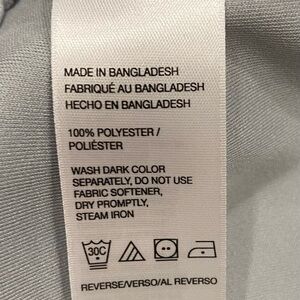 MADE IN BANGLADESH
FABRIQUÉ AU BANGLADESH
HECHO EN BANGLADESH
100% POLYESTER /
POLIÉSTER
WASH DARK COLOR
SEPARATELY, DO NOT USE
FABRIC SOFTENER,
DRY PROMPTLY,
STEAM IRON
30C
REVERSE/VERSO/AL REVERSO